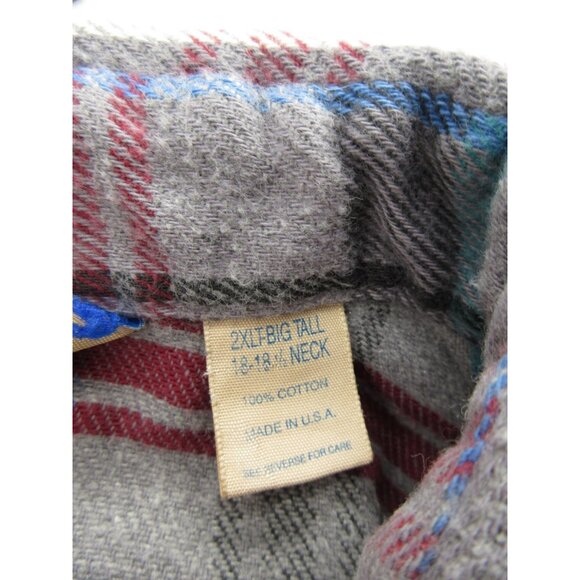 2XLT-BIG TALL
18-18 ½ NECK
100% COTTON
MADE IN U.S.A.
SEE REVERSE FOR CARE